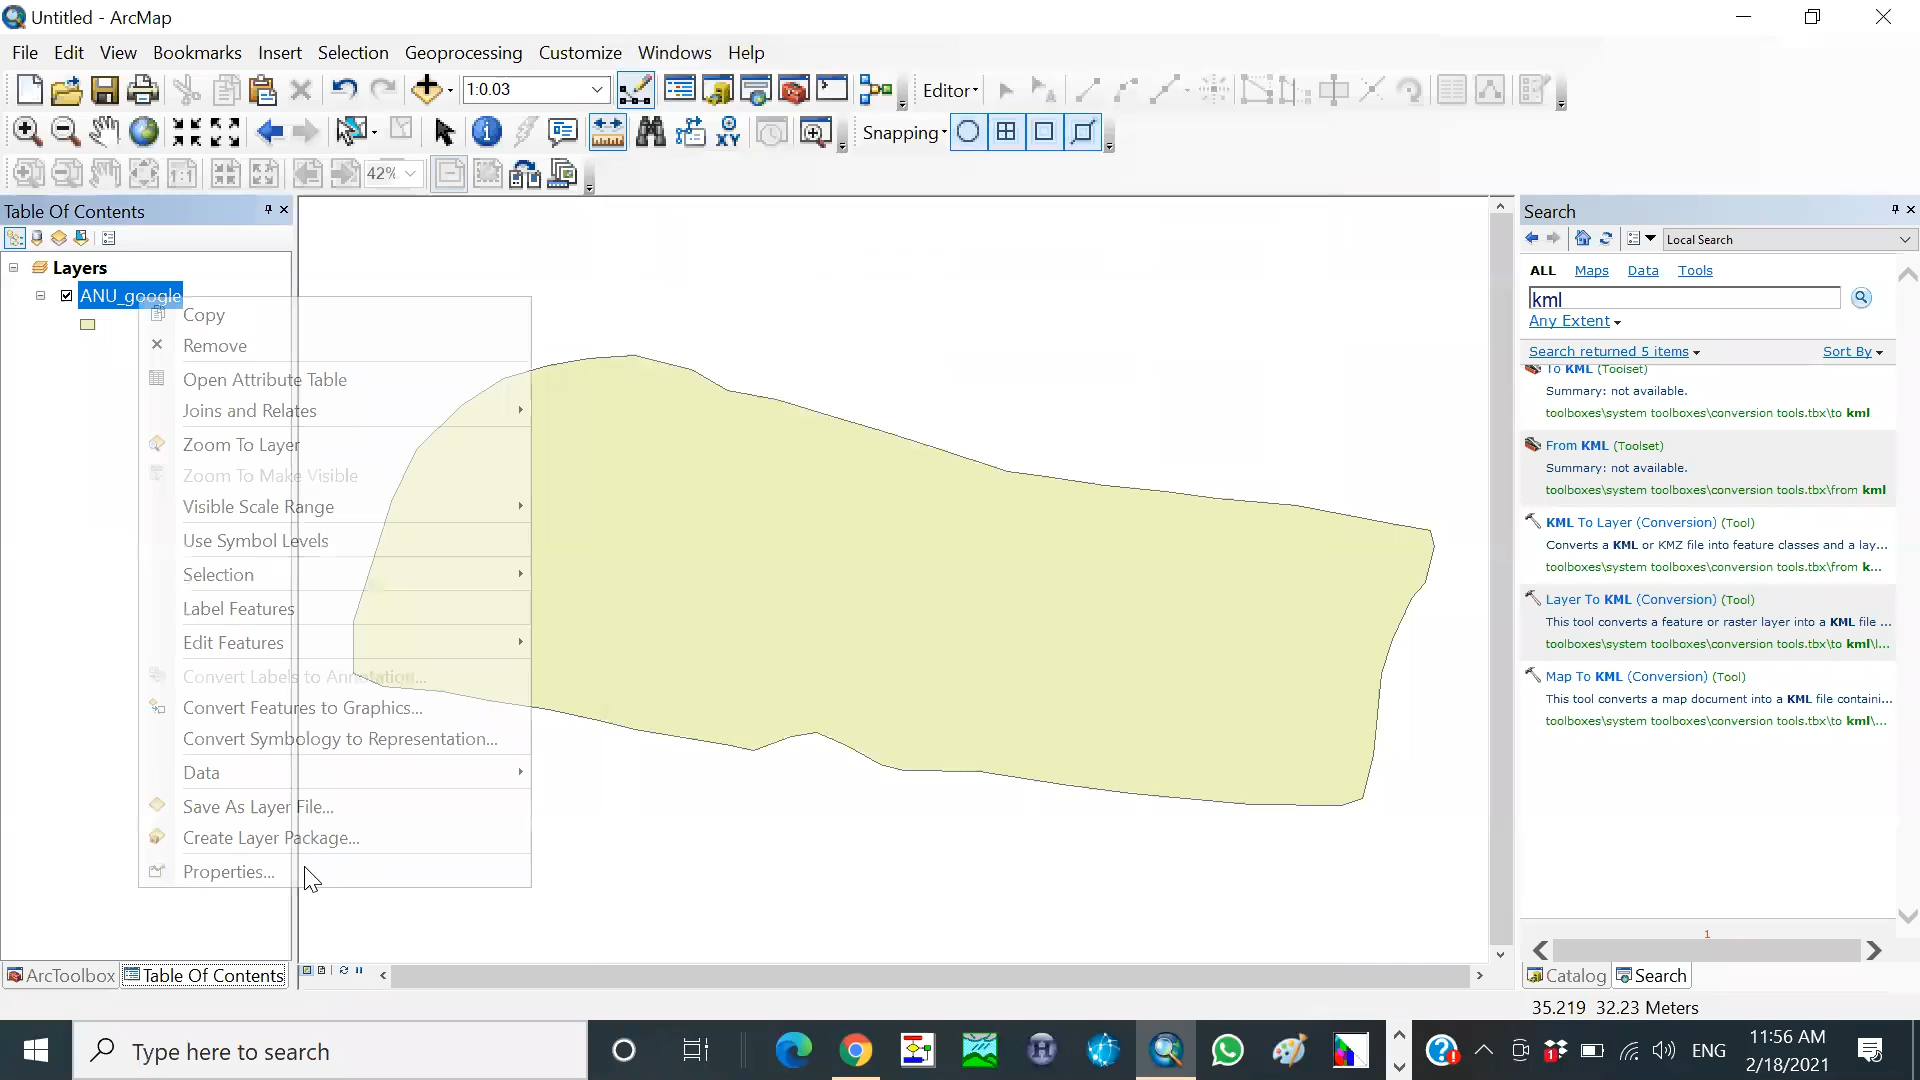 Untitled - ArcMap
File Edit View Bookmarks Insert Selection Geoprocessing Customize Windows Help
1:0.03
Editor
XY
Snapping
1:1
42%
Table Of Contents
Layers
ANU_google
Copy
Remove
Open Attribute Table
Joins and Relates
Zoom To Layer
Zoom To Make Visible
Visible Scale Range
Use Symbol Levels
Selection
Label Features
Edit Features
Convert Labels to Annotation...
Convert Features to Graphics...
Convert Symbology to Representation...
Data
Save As Layer File...
Create Layer Package...
Properties...
ArcToolbox
Table Of Contents
Search
Local Search
ALL Maps Data Tools
kml
Any Extent
Search returned 5 items
Sort By
To KML (Toolset)
Summary: not available.
toolboxes\system toolboxes\conversion tools.tbx\to kml
From KML (Toolset)
Summary: not available.
toolboxes\system toolboxes\conversion tools.tbx\from kml
KML To Layer (Conversion) (Tool)
Converts a KML or KMZ file into feature classes and a lay...
toolboxes\system toolboxes\conversion tools.tbx\from k...
Layer To KML (Conversion) (Tool)
This tool converts a feature or raster layer into a KML file ...
toolboxes\system toolboxes\conversion tools.tbx\to kml\l...
Map To KML (Conversion) (Tool)
This tool converts a map document into a KML file containi...
toolboxes\system toolboxes\conversion tools.tbx\to kml\...
1
Catalog
Search
35.219 32.23 Meters
Type here to search
1
ENG
11:56 AM
2/18/2021